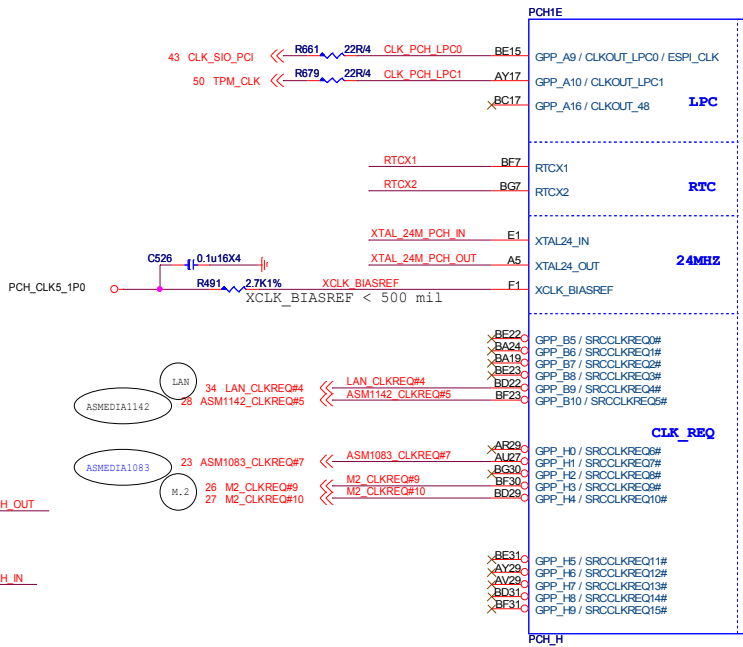 PCH1E
43 CLK_SIO_PCI R661 22R/4 CLK_PCH_LPC0 BE15 GPP_A9 / CLKOUT_LPC0 / ESPI_CLK
50 TPM_CLK R679 22R/4 CLK_PCH_LPC1 AY17 GPP_A10 / CLKOUT_LPC1
BC17 GPP_A16 / CLKOUT_48 LPC
RTCX1 BF7 RTCX1
RTCX2 BG7 RTCX2 RTC
XTAL_24M_PCH_IN E1 XTAL24_IN
XTAL_24M_PCH_OUT A5 XTAL24_OUT 24MHZ
C526 0.1u16X4
PCH_CLK5_1P0 R491 2.7K1% XCLK_BIASREF F1 XCLK_BIASREF
XCLK_BIASREF < 500 mil
BE22 GPP_B5 / SRCCLKREQ0#
BA24 GPP_B6 / SRCCLKREQ1#
BA19 GPP_B7 / SRCCLKREQ2#
BE23 GPP_B8 / SRCCLKREQ3#
LAN 34 LAN_CLKREQ#4 LAN_CLKREQ#4 BD22 GPP_B9 / SRCCLKREQ4#
ASMEDIA1142 28 ASM1142_CLKREQ#5 ASM1142_CLKREQ#5 BF23 GPP_B10 / SRCCLKREQ5#
CLK_REQ
AR29 GPP_H0 / SRCCLKREQ6#
ASMEDIA1083 23 ASM1083_CLKREQ#7 ASM1083_CLKREQ#7 AU27 GPP_H1 / SRCCLKREQ7#
BG30 GPP_H2 / SRCCLKREQ8#
M.2 26 M2_CLKREQ#9 M2_CLKREQ#9 BF30 GPP_H3 / SRCCLKREQ9#
27 M2_CLKREQ#10 M2_CLKREQ#10 BD29 GPP_H4 / SRCCLKREQ10#
H_OUT
BE31 GPP_H5 / SRCCLKREQ11#
AY29 GPP_H6 / SRCCLKREQ12#
H_IN AV29 GPP_H7 / SRCCLKREQ13#
BD31 GPP_H8 / SRCCLKREQ14#
BF31 GPP_H9 / SRCCLKREQ15#
PCH_H